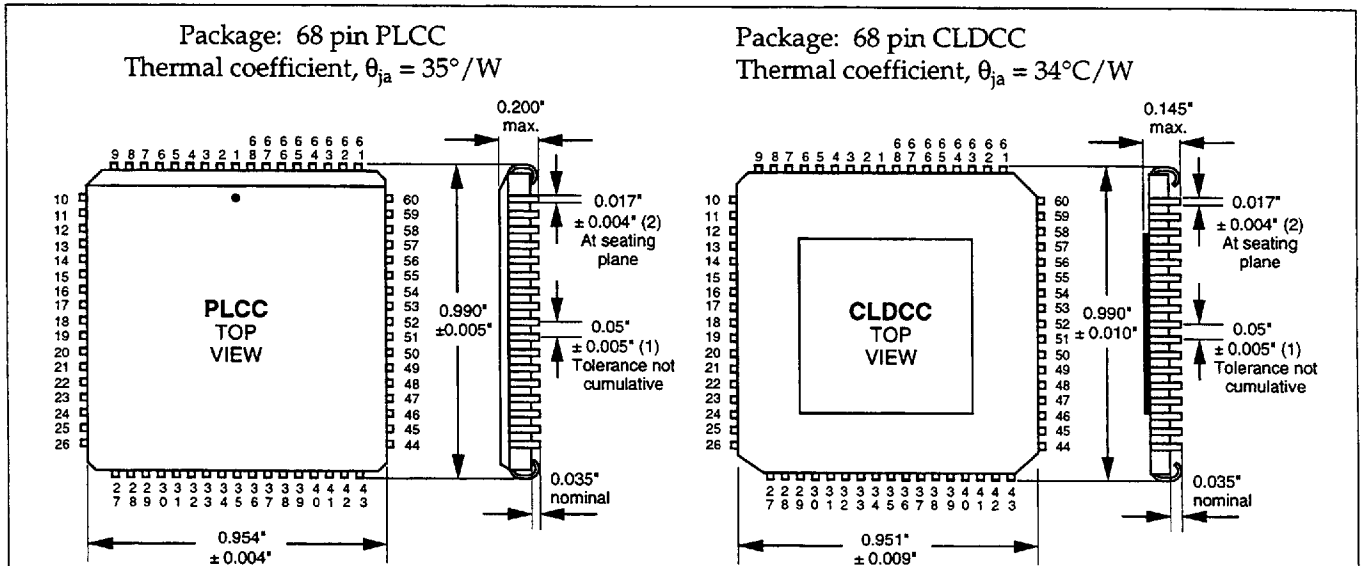 Package: 68 pin PLCC
Thermal coefficient, θja = 35°/W
0.200"
max.
9 8 7 6 5 4 3 2 1 68 67 66 65 64 63 62 61
10
11
12
13
14
15
16
17
18
19
20
21
22
23
24
25
26
PLCC
TOP
VIEW
60
59
58
57
56
55
54
53
52
51
50
49
48
47
46
45
44
27 28 29 30 31 32 33 34 35 36 37 38 39 40 41 42 43
0.990"
±0.005"
0.017"
± 0.004" (2)
At seating
plane
0.05"
± 0.005" (1)
Tolerance not
cumulative
0.035"
nominal
0.954"
± 0.004"
Package: 68 pin CLDCC
Thermal coefficient, θja = 34°C/W
0.145"
max.
9 8 7 6 5 4 3 2 1 68 67 66 65 64 63 62 61
10
11
12
13
14
15
16
17
18
19
20
21
22
23
24
25
26
CLDCC
TOP
VIEW
60
59
58
57
56
55
54
53
52
51
50
49
48
47
46
45
44
27 28 29 30 31 32 33 34 35 36 37 38 39 40 41 42 43
0.990"
± 0.010"
0.017"
± 0.004" (2)
At seating
plane
0.05"
± 0.005" (1)
Tolerance not
cumulative
0.035"
nominal
0.951"
± 0.009"